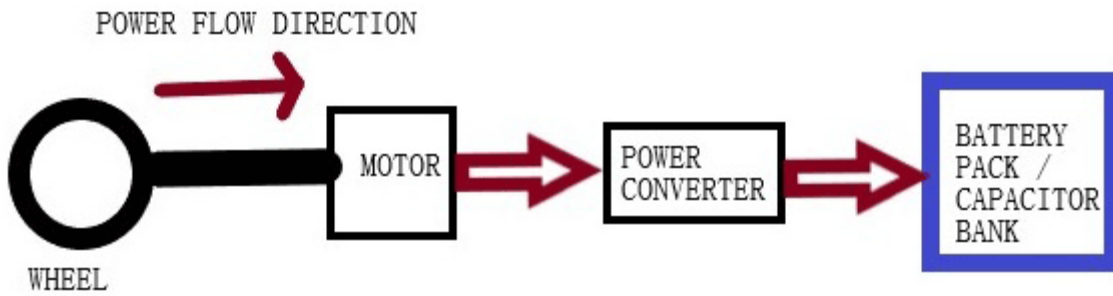 POWER FLOW DIRECTION
WHEEL
MOTOR
POWER
CONVERTER
BATTERY
PACK /
CAPACITOR
BANK